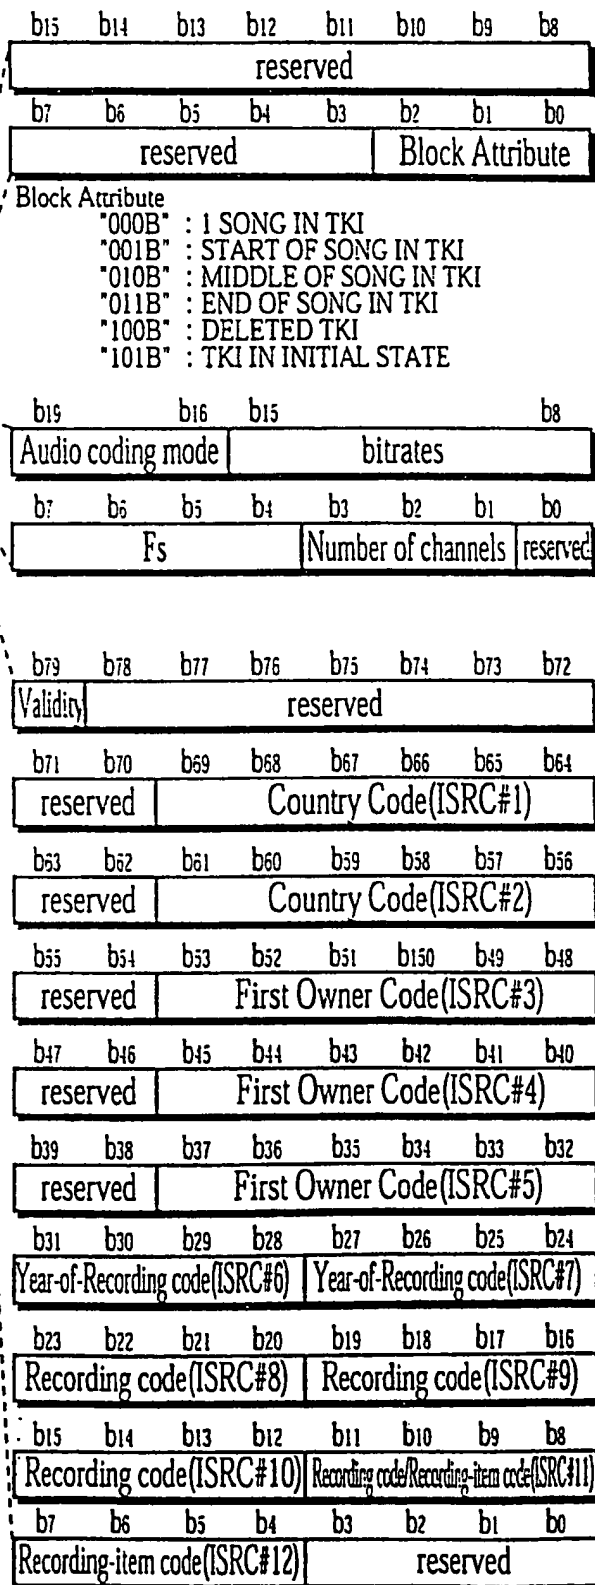 b15 b14 b13 b12 b11 b10 b9 b8
reserved
b7 b6 b5 b4 b3 b2 b1 b0
reserved Block Attribute
Block Attribute
"000B" : 1 SONG IN TKI
"001B" : START OF SONG IN TKI
"010B" : MIDDLE OF SONG IN TKI
"011B" : END OF SONG IN TKI
"100B" : DELETED TKI
"101B" : TKI IN INITIAL STATE
b19 b16 b15 b8
Audio coding mode bitrates
b7 b6 b5 b4 b3 b2 b1 b0
Fs Number of channels reserved
b79 b78 b77 b76 b75 b74 b73 b72
Validity reserved
b71 b70 b69 b68 b67 b66 b65 b64
reserved Country Code(ISRC#1)
b63 b62 b61 b60 b59 b58 b57 b56
reserved Country Code(ISRC#2)
b55 b54 b53 b52 b51 b150 b49 b48
reserved First Owner Code(ISRC#3)
b47 b46 b45 b44 b43 b42 b41 b40
reserved First Owner Code(ISRC#4)
b39 b38 b37 b36 b35 b34 b33 b32
reserved First Owner Code(ISRC#5)
b31 b30 b29 b28 b27 b26 b25 b24
Year-of-Recording code(ISRC#6) Year-of-Recording code(ISRC#7)
b23 b22 b21 b20 b19 b18 b17 b16
Recording code(ISRC#8) Recording code(ISRC#9)
b15 b14 b13 b12 b11 b10 b9 b8
Recording code(ISRC#10) Recording code/Recording-item code(ISRC#11)
b7 b6 b5 b4 b3 b2 b1 b0
Recording-item code(ISRC#12) reserved